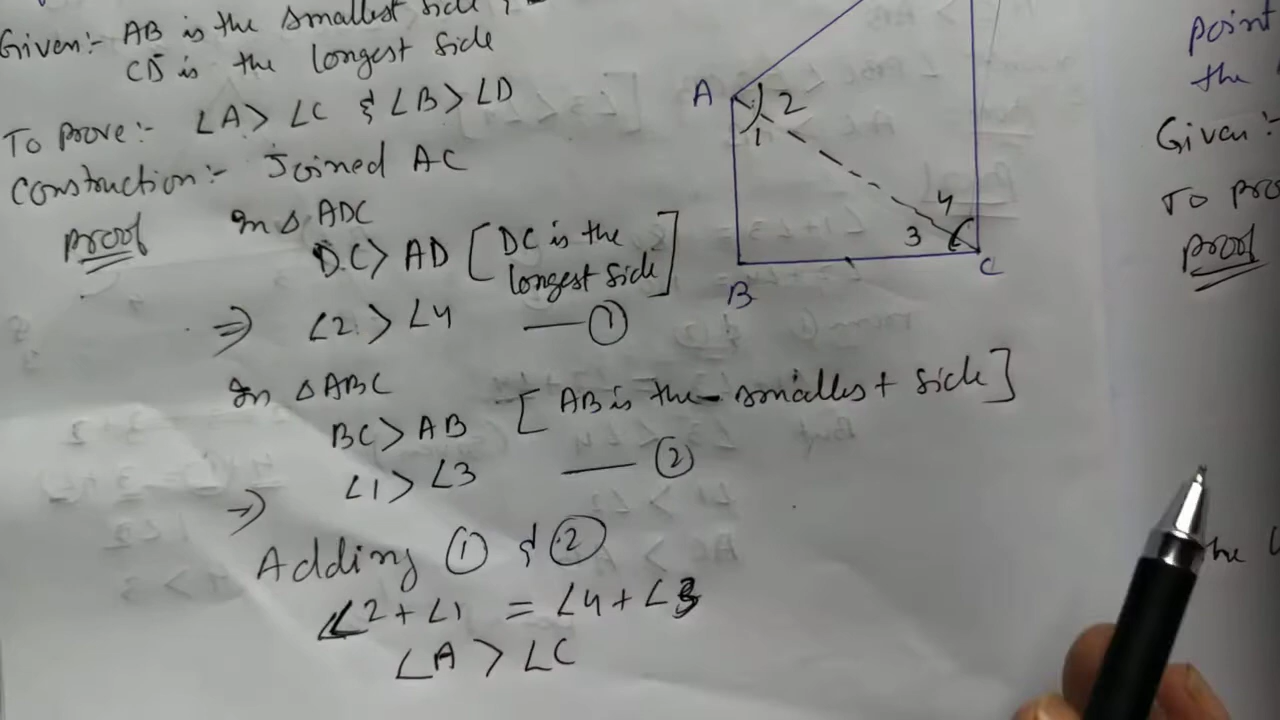 Given:- AB is the smallest side &
CD is the longest side
To prove:- ∠A > ∠C & ∠B > ∠D
Construction:- Joined AC
Proof
In △ ADC
DC > AD [DC is the longest side]
⇒ ∠2 > ∠4 —①
In △ ABC
BC > AB [AB is the smallest side]
⇒ ∠1 > ∠3 —②
Adding ① & ②
∠2 + ∠1 = ∠4 + ∠3
∠A > ∠C
A
2
1
4
3
B
C
point
the
Given:-
To pro
proof
he